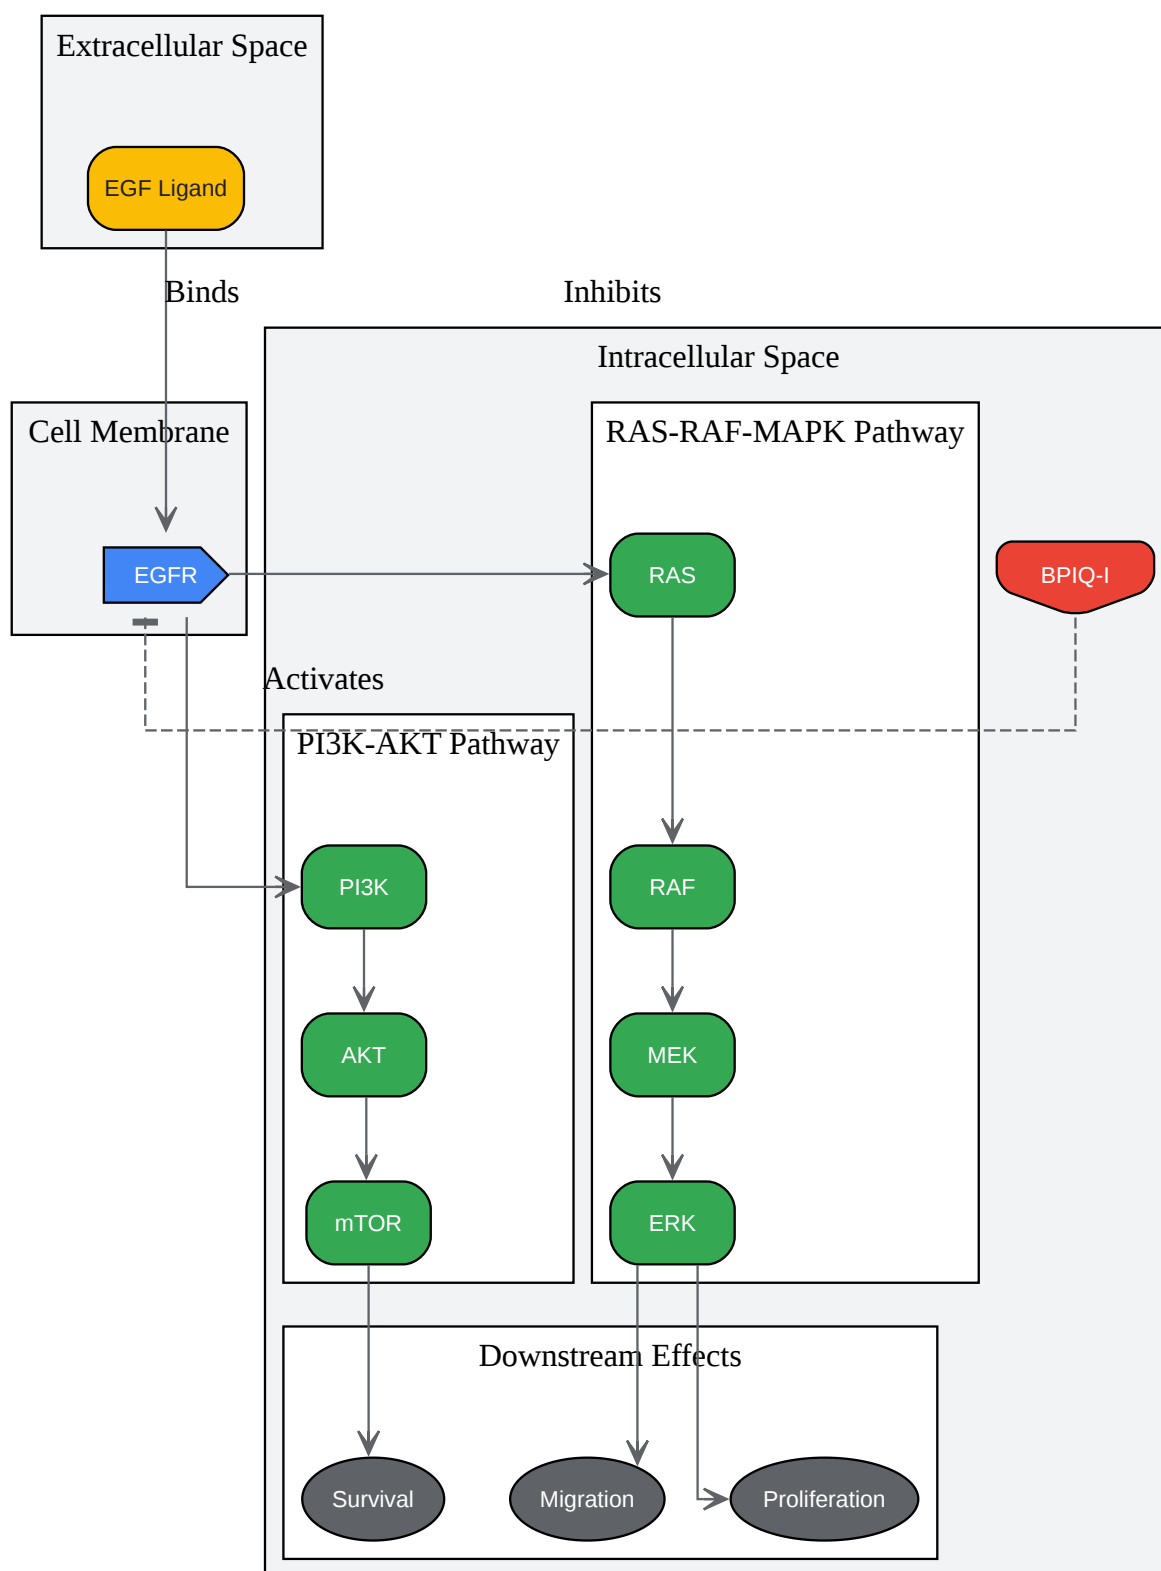 Extracellular Space
EGF Ligand
Binds
Inhibits
Intracellular Space
Cell Membrane
RAS-RAF-MAPK Pathway
EGFR
RAS
BPIQ-I
Activates
PI3K-AKT Pathway
PI3K
RAF
AKT
MEK
mTOR
ERK
Downstream Effects
Survival
Migration
Proliferation